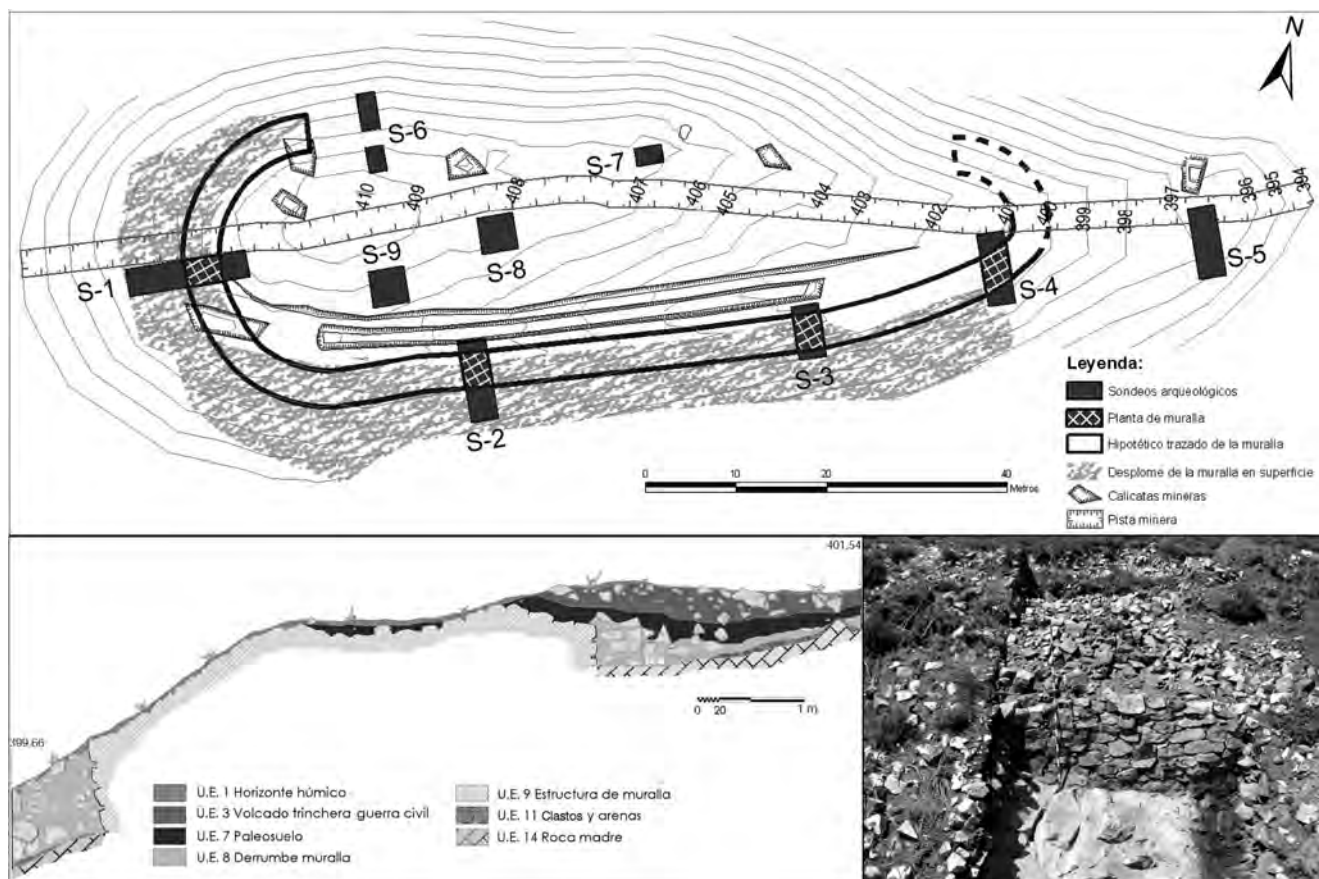 N
S-6
S-7
410
409
408
407
406
405
404
403
402
401
400
399
398
397
396
395
394
S-1
S-9
S-8
S-5
S-4
S-3
S-2
Leyenda:
Sondeos arqueológicos
Planta de muralla
Hipotético trazado de la muralla
Desplome de la muralla en superficie
Calicatas mineras
Pista minera
0 10 20 40
Metros
401,54
0 20 1 m
399,66
U.E. 1 Horizonte húmico
U.E. 3 Volcado trinchera guerra civil
U.E. 7 Paleosuelo
U.E. 8 Derrumbe muralla
U.E. 9 Estructura de muralla
U.E. 11 Clastos y arenas
U.E. 14 Roca madre